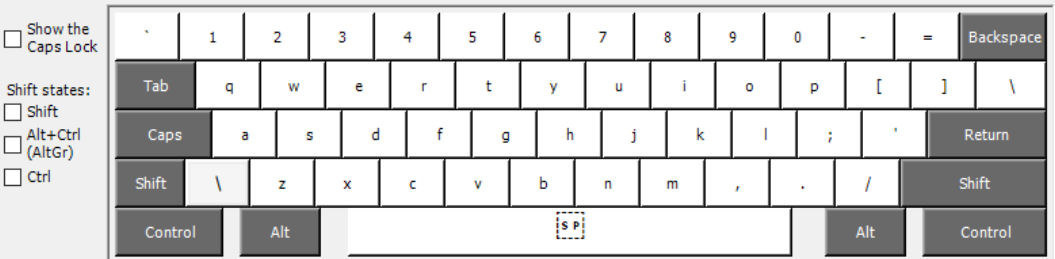 Show the
Caps Lock
Shift states:
Shift
Alt+Ctrl
(AltGr)
Ctrl
` 1 2 3 4 5 6 7 8 9 0 - = Backspace
Tab q w e r t y u i o p [ ] \
Caps a s d f g h j k l ; ' Return
Shift \ z x c v b n m , . / Shift
Control Alt SP Alt Control